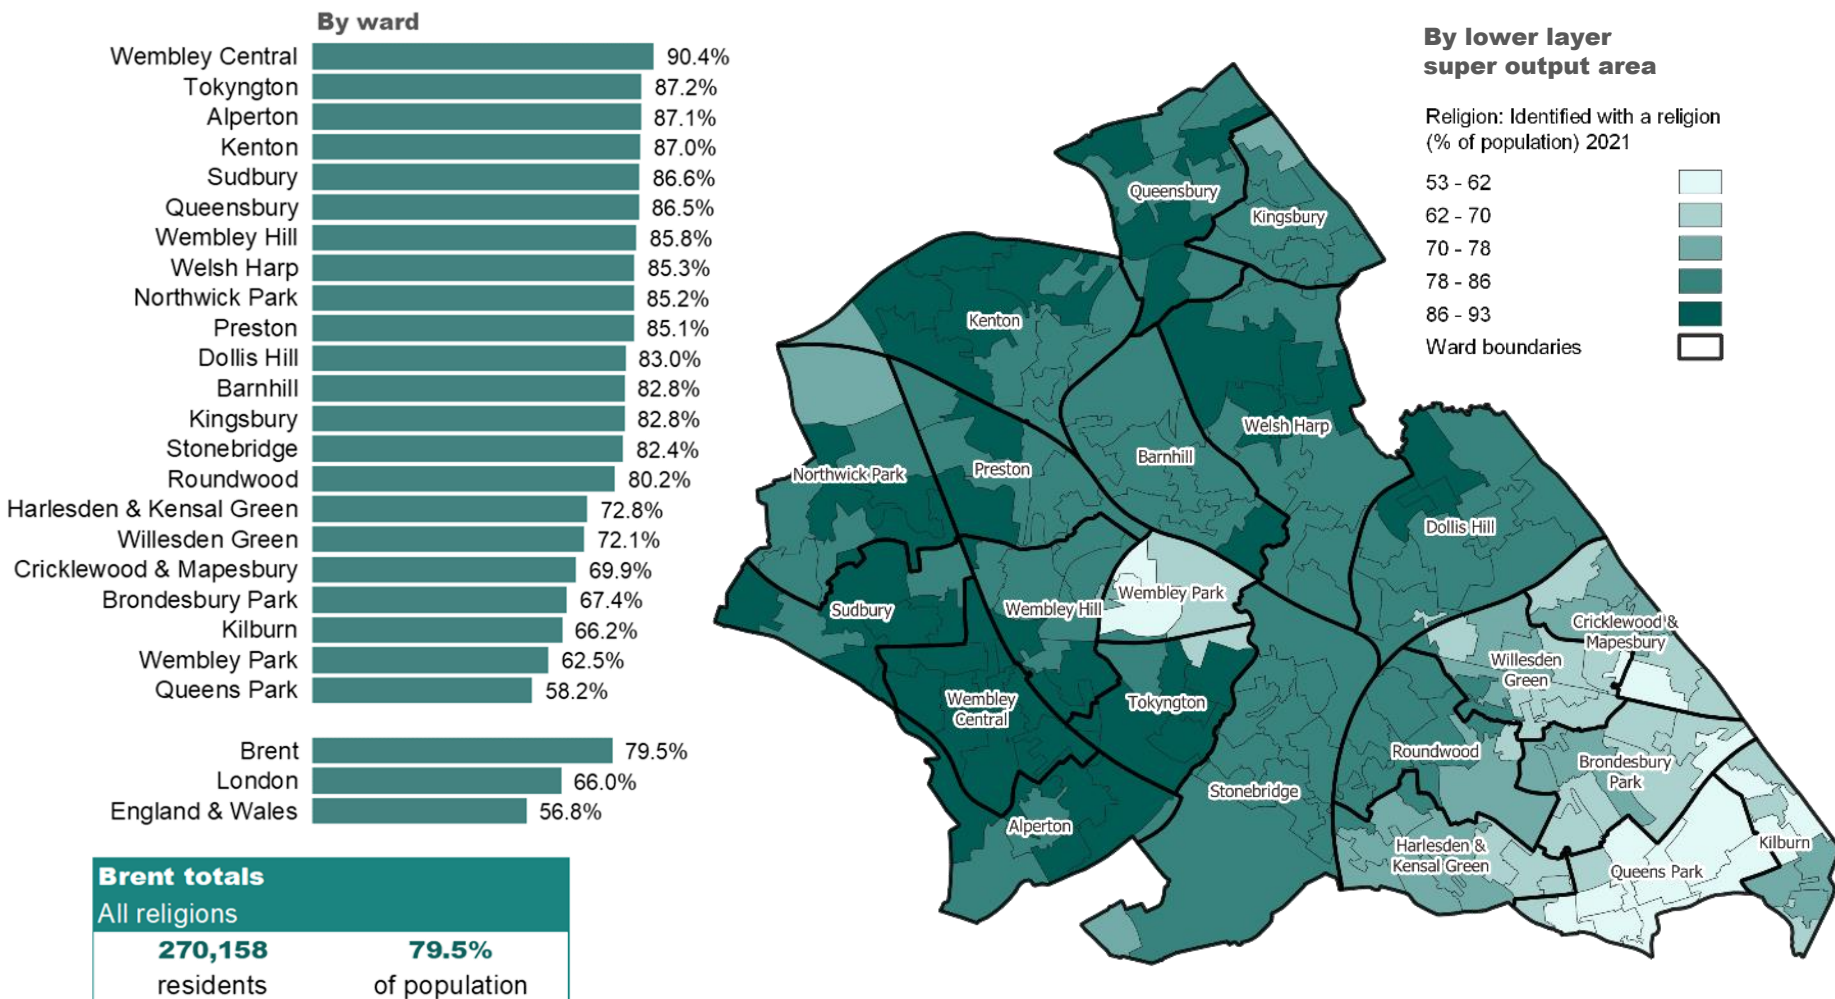 By ward
Wembley Central 90.4%
Tokyngton 87.2%
Alperton 87.1%
Kenton 87.0%
Sudbury 86.6%
Queensbury 86.5%
Wembley Hill 85.8%
Welsh Harp 85.3%
Northwick Park 85.2%
Preston 85.1%
Dollis Hill 83.0%
Barnhill 82.8%
Kingsbury 82.8%
Stonebridge 82.4%
Roundwood 80.2%
Harlesden & Kensal Green 72.8%
Willesden Green 72.1%
Cricklewood & Mapesbury 69.9%
Brondesbury Park 67.4%
Kilburn 66.2%
Wembley Park 62.5%
Queens Park 58.2%
Brent 79.5%
London 66.0%
England & Wales 56.8%
Brent totals
All religions
270,158 79.5%
residents of population
By lower layer
super output area
Religion: Identified with a religion
(% of population) 2021
53 - 62
62 - 70
70 - 78
78 - 86
86 - 93
Ward boundaries
Queensbury
Kingsbury
Kenton
Welsh Harp
Barnhill
Preston
Northwick Park
Dollis Hill
Wembley Park
Wembley Hill
Sudbury
Cricklewood &
Mapesbury
Willesden
Green
Wembley
Central
Tokyngton
Roundwood
Brondesbury
Park
Stonebridge
Alperton
Harlesden &
Kensal Green
Kilburn
Queens Park